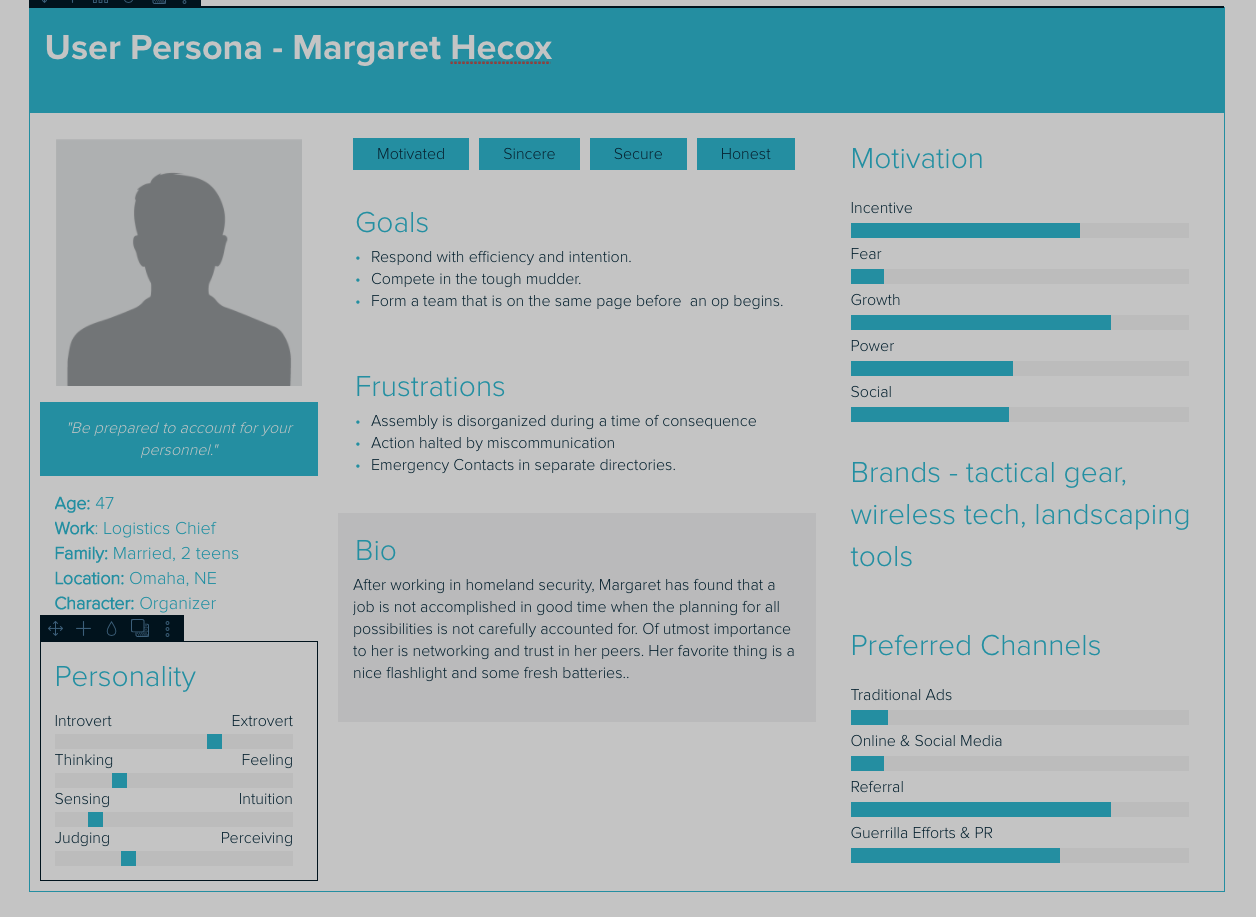 User Persona - Margaret Hecox
"Be prepared to account for your
personnel."
Age: 47
Work: Logistics Chief
Family: Married, 2 teens
Location: Omaha, NE
Character: Organizer
Personality
Introvert Extrovert
Thinking Feeling
Sensing Intuition
Judging Perceiving
Motivated Sincere Secure Honest
Goals
• Respond with efficiency and intention.
• Compete in the tough mudder.
• Form a team that is on the same page before  an op begins.
Frustrations
• Assembly is disorganized during a time of consequence
• Action halted by miscommunication
• Emergency Contacts in separate directories.
Bio
After working in homeland security, Margaret has found that a
job is not accomplished in good time when the planning for all
possibilities is not carefully accounted for. Of utmost importance
to her is networking and trust in her peers. Her favorite thing is a
nice flashlight and some fresh batteries..
Motivation
Incentive
Fear
Growth
Power
Social
Brands - tactical gear,
wireless tech, landscaping
tools
Preferred Channels
Traditional Ads
Online & Social Media
Referral
Guerrilla Efforts & PR